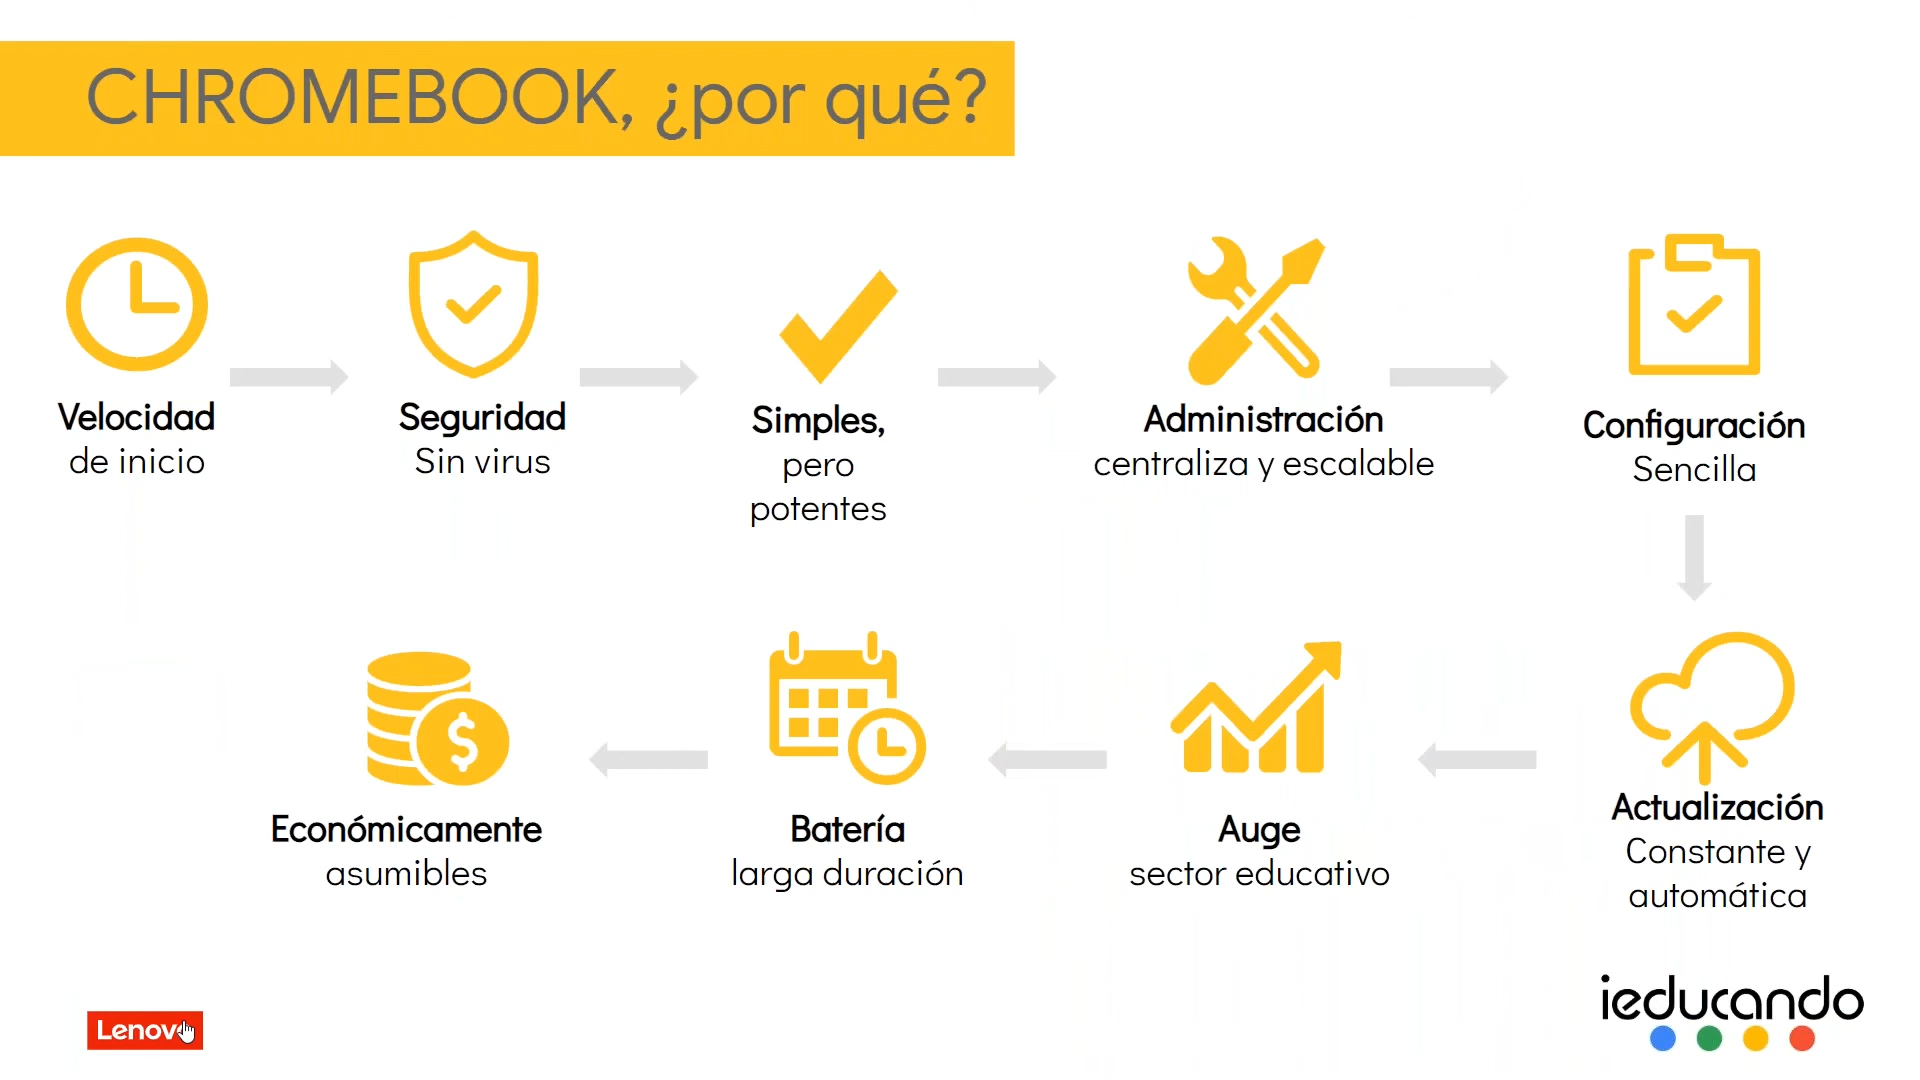 CHROMEBOOK, ¿por qué?
Velocidad
de inicio
Seguridad
Sin virus
Simples,
pero
potentes
Administración
centraliza y escalable
Configuración
Sencilla
Actualización
Constante y
automática
Auge
sector educativo
Batería
larga duración
$
Económicamente
asumibles
Lenovo
ieducando